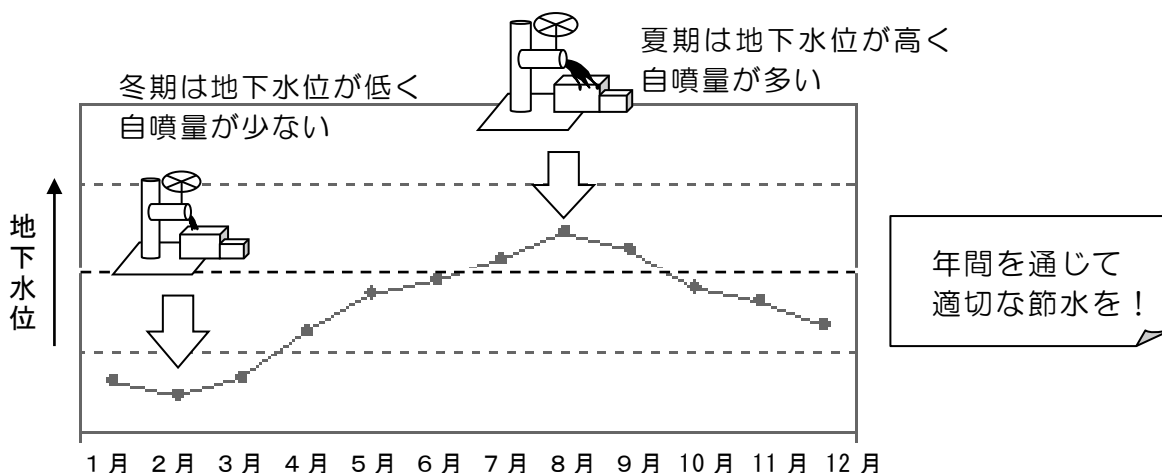 夏期は地下水位が高く
自噴量が多い
冬期は地下水位が低く
自噴量が少ない
地下水位
年間を通じて
適切な節水を！
1月 2月 3月 4月 5月 6月 7月 8月 9月 10月 11月 12月